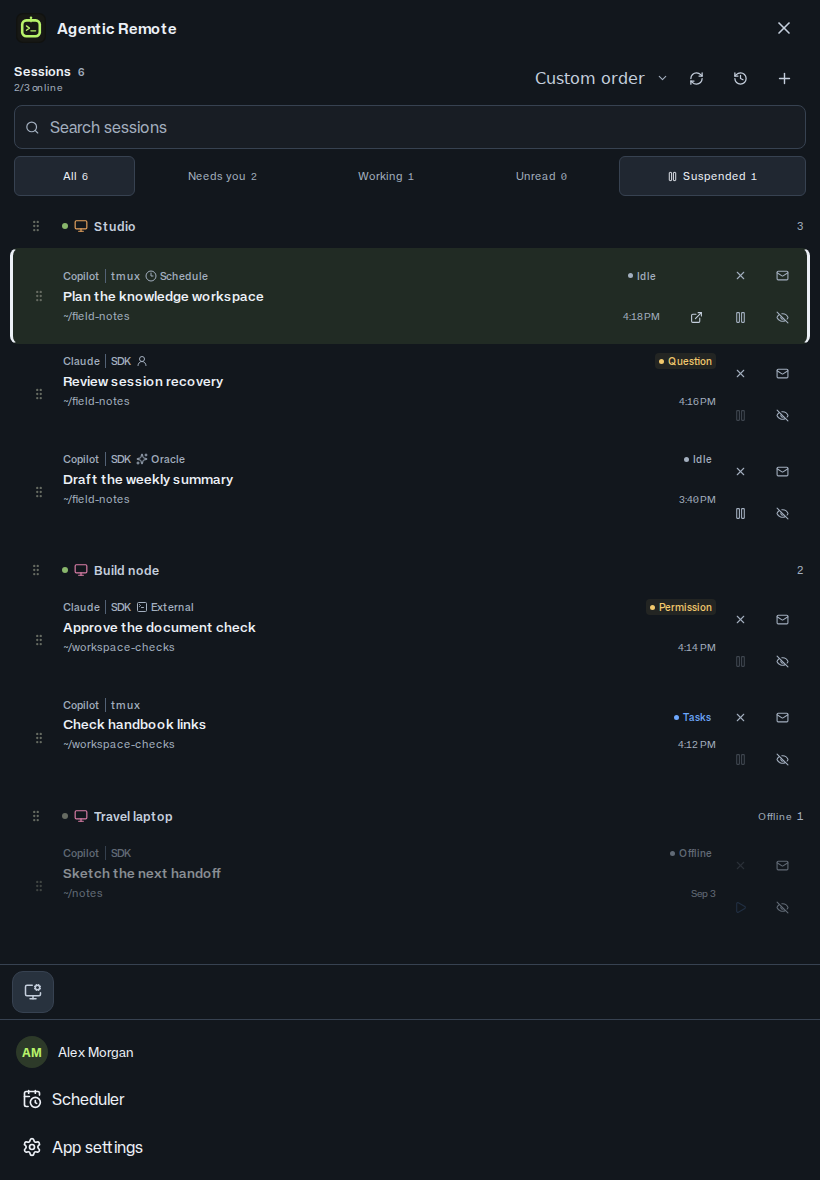 Agentic Remote
Sessions 6
2/3 online
Custom order
Search sessions
All 6
Needs you 2
Working 1
Unread 0
Suspended 1
Studio
3
Copilot | tmux Schedule
Idle
Plan the knowledge workspace
~/field-notes
4:18PM
Claude | SDK
Question
Review session recovery
~/field-notes
4:16PM
Copilot | SDK Oracle
Idle
Draft the weekly summary
~/field-notes
3:40PM
Build node
2
Claude | SDK External
Permission
Approve the document check
~/workspace-checks
4:14PM
Copilot | tmux
Check handbook links
Tasks
~/workspace-checks
4:12PM
Travel laptop
Offline 1
Copilot | SDK
Offline
Sketch the next handoff
~/notes
Sep 3
AM
Alex Morgan
Scheduler
App settings